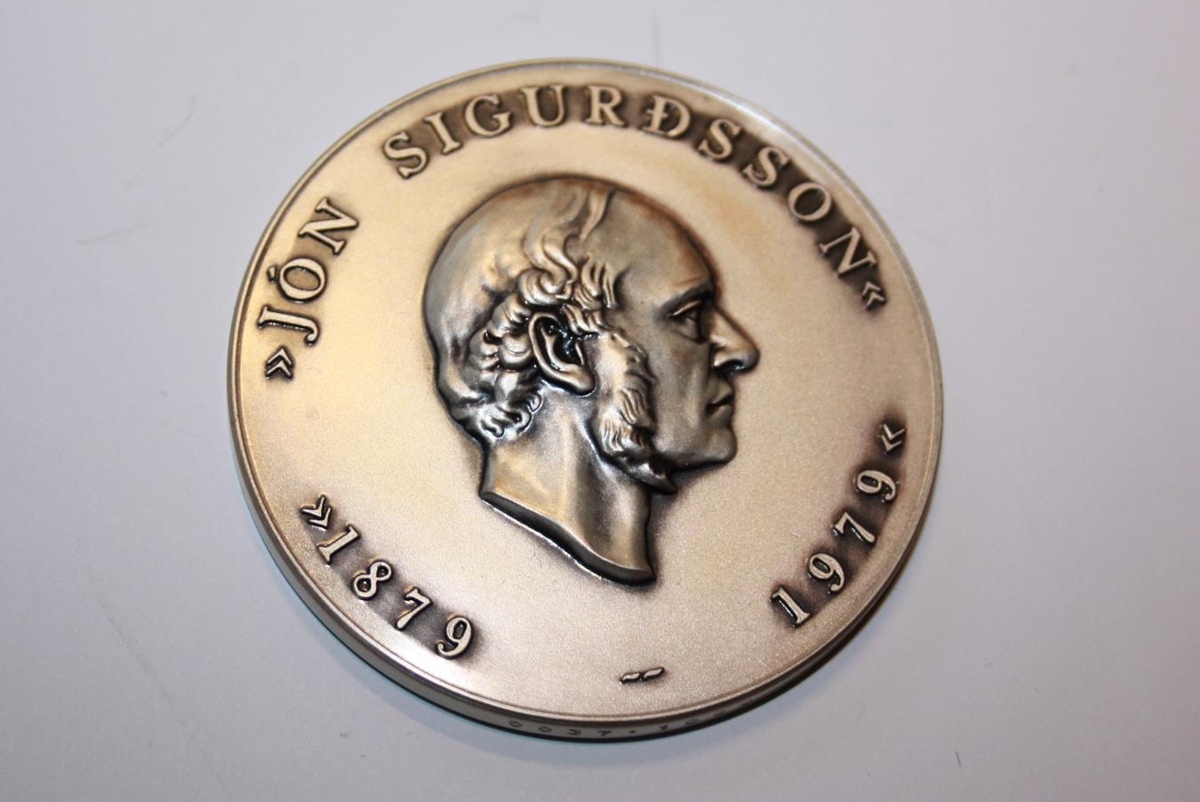 »JÓN SIGURÐSSON«
»1879 -- 1979«